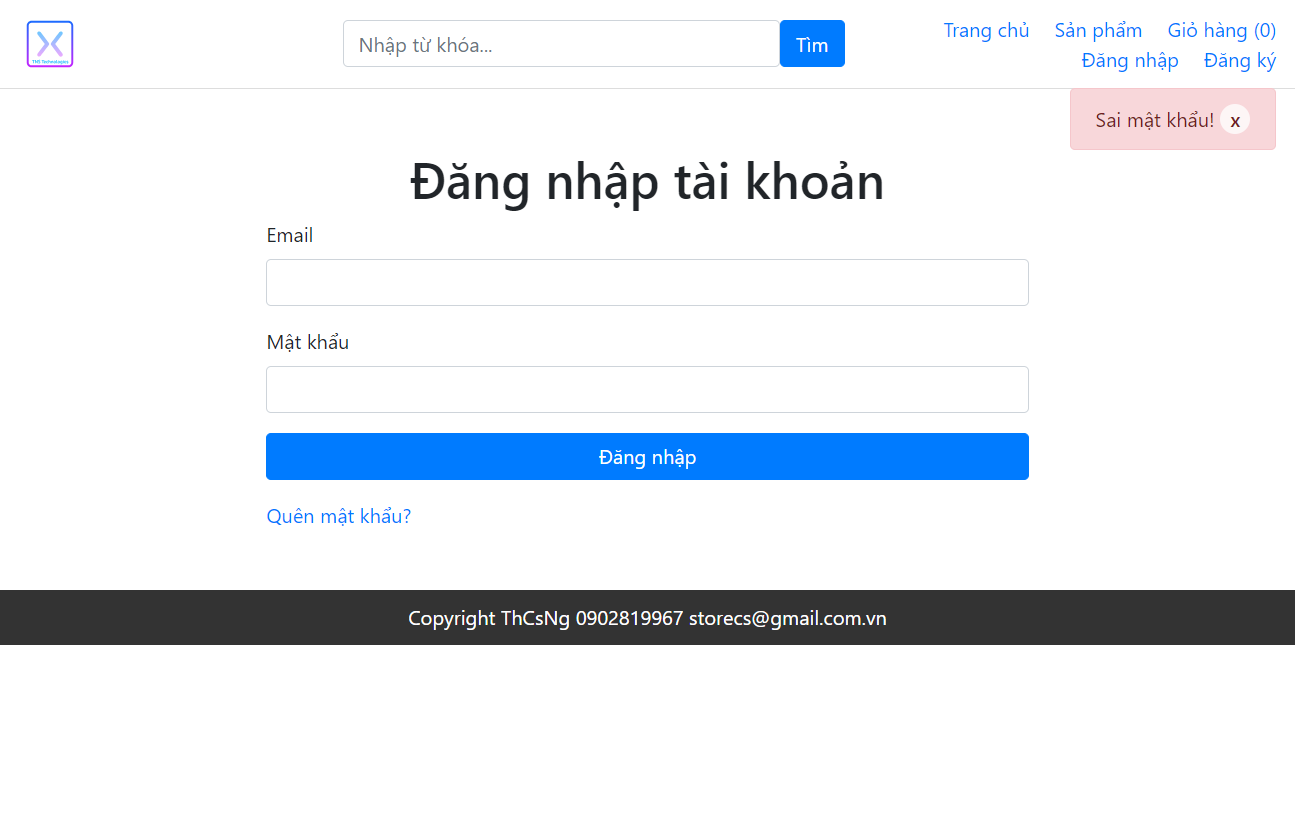 TNS Technologies
Nhập từ khóa...
Tìm
Trang chủ Sản phẩm Giỏ hàng (0)
Đăng nhập Đăng ký
Sai mật khẩu! x
Đăng nhập tài khoản
Email
Mật khẩu
Đăng nhập
Quên mật khẩu?
Copyright ThCsNg 0902819967 storecs@gmail.com.vn